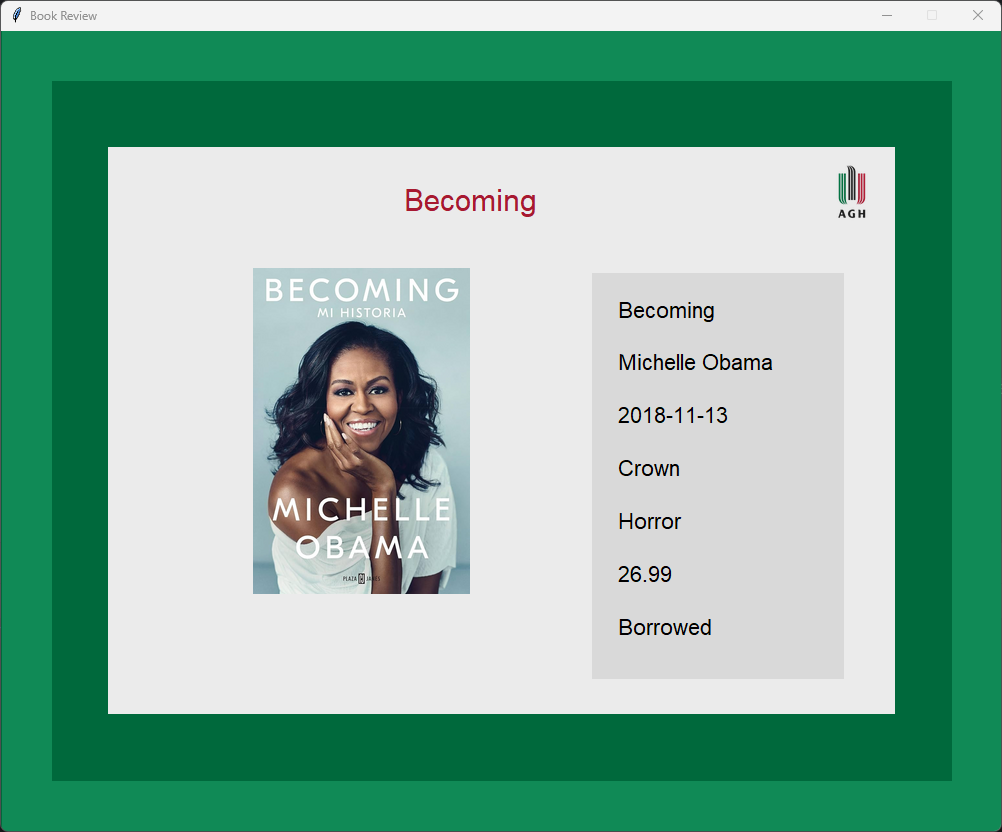 Book Review
Becoming
AGH
BECOMING
MI HISTORIA
MICHELLE
OBAMA
PLAZA JANÉS
Becoming
Michelle Obama
2018-11-13
Crown
Horror
26.99
Borrowed